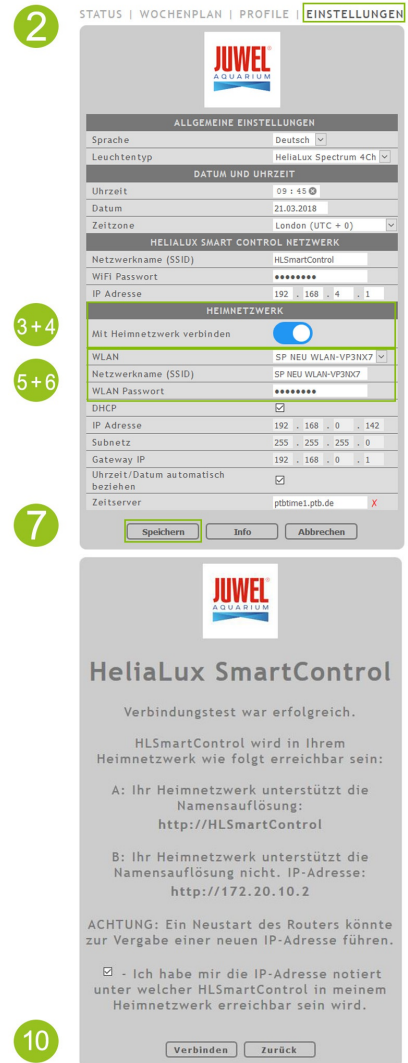 2
STATUS | WOCHENPLAN | PROFILE | EINSTELLUNGEN
JUWEL
AQUARIUM
ALLGEMEINE EINSTELLUNGEN
Sprache Deutsch
Leuchtentyp HeliaLux Spectrum 4Ch
DATUM UND UHRZEIT
Uhrzeit 09 : 45
Datum 21.03.2018
Zeitzone London (UTC + 0)
HELIALUX SMART CONTROL NETZWERK
Netzwerkname (SSID) HLSmartControl
WiFi Passwort ••••••••
IP Adresse 192 . 168 . 4 . 1
HEIMNETZWERK
3+4
Mit Heimnetzwerk verbinden
WLAN SP NEU WLAN-VP3NX7
5+6
Netzwerkname (SSID) SP NEU WLAN-VP3NX7
WLAN Passwort ••••••••
DHCP
IP Adresse 192 . 168 . 0 . 142
Subnetz 255 . 255 . 255 . 0
Gateway IP 192 . 168 . 0 . 1
Uhrzeit/Datum automatisch
beziehen
Zeitserver ptbtime1.ptb.de X
7
Speichern Info Abbrechen
JUWEL
AQUARIUM
HeliaLux SmartControl
Verbindungstest war erfolgreich.
HLSmartControl wird in Ihrem
Heimnetzwerk wie folgt erreichbar sein:
A: Ihr Heimnetzwerk unterstützt die
Namensauflösung:
http://HLSmartControl
B: Ihr Heimnetzwerk unterstützt die
Namensauflösung nicht. IP-Adresse:
http://172.20.10.2
ACHTUNG: Ein Neustart des Routers könnte
zur Vergabe einer neuen IP-Adresse führen.
- Ich habe mir die IP-Adresse notiert
unter welcher HLSmartControl in meinem
Heimnetzwerk erreichbar sein wird.
10
Verbinden Zurück